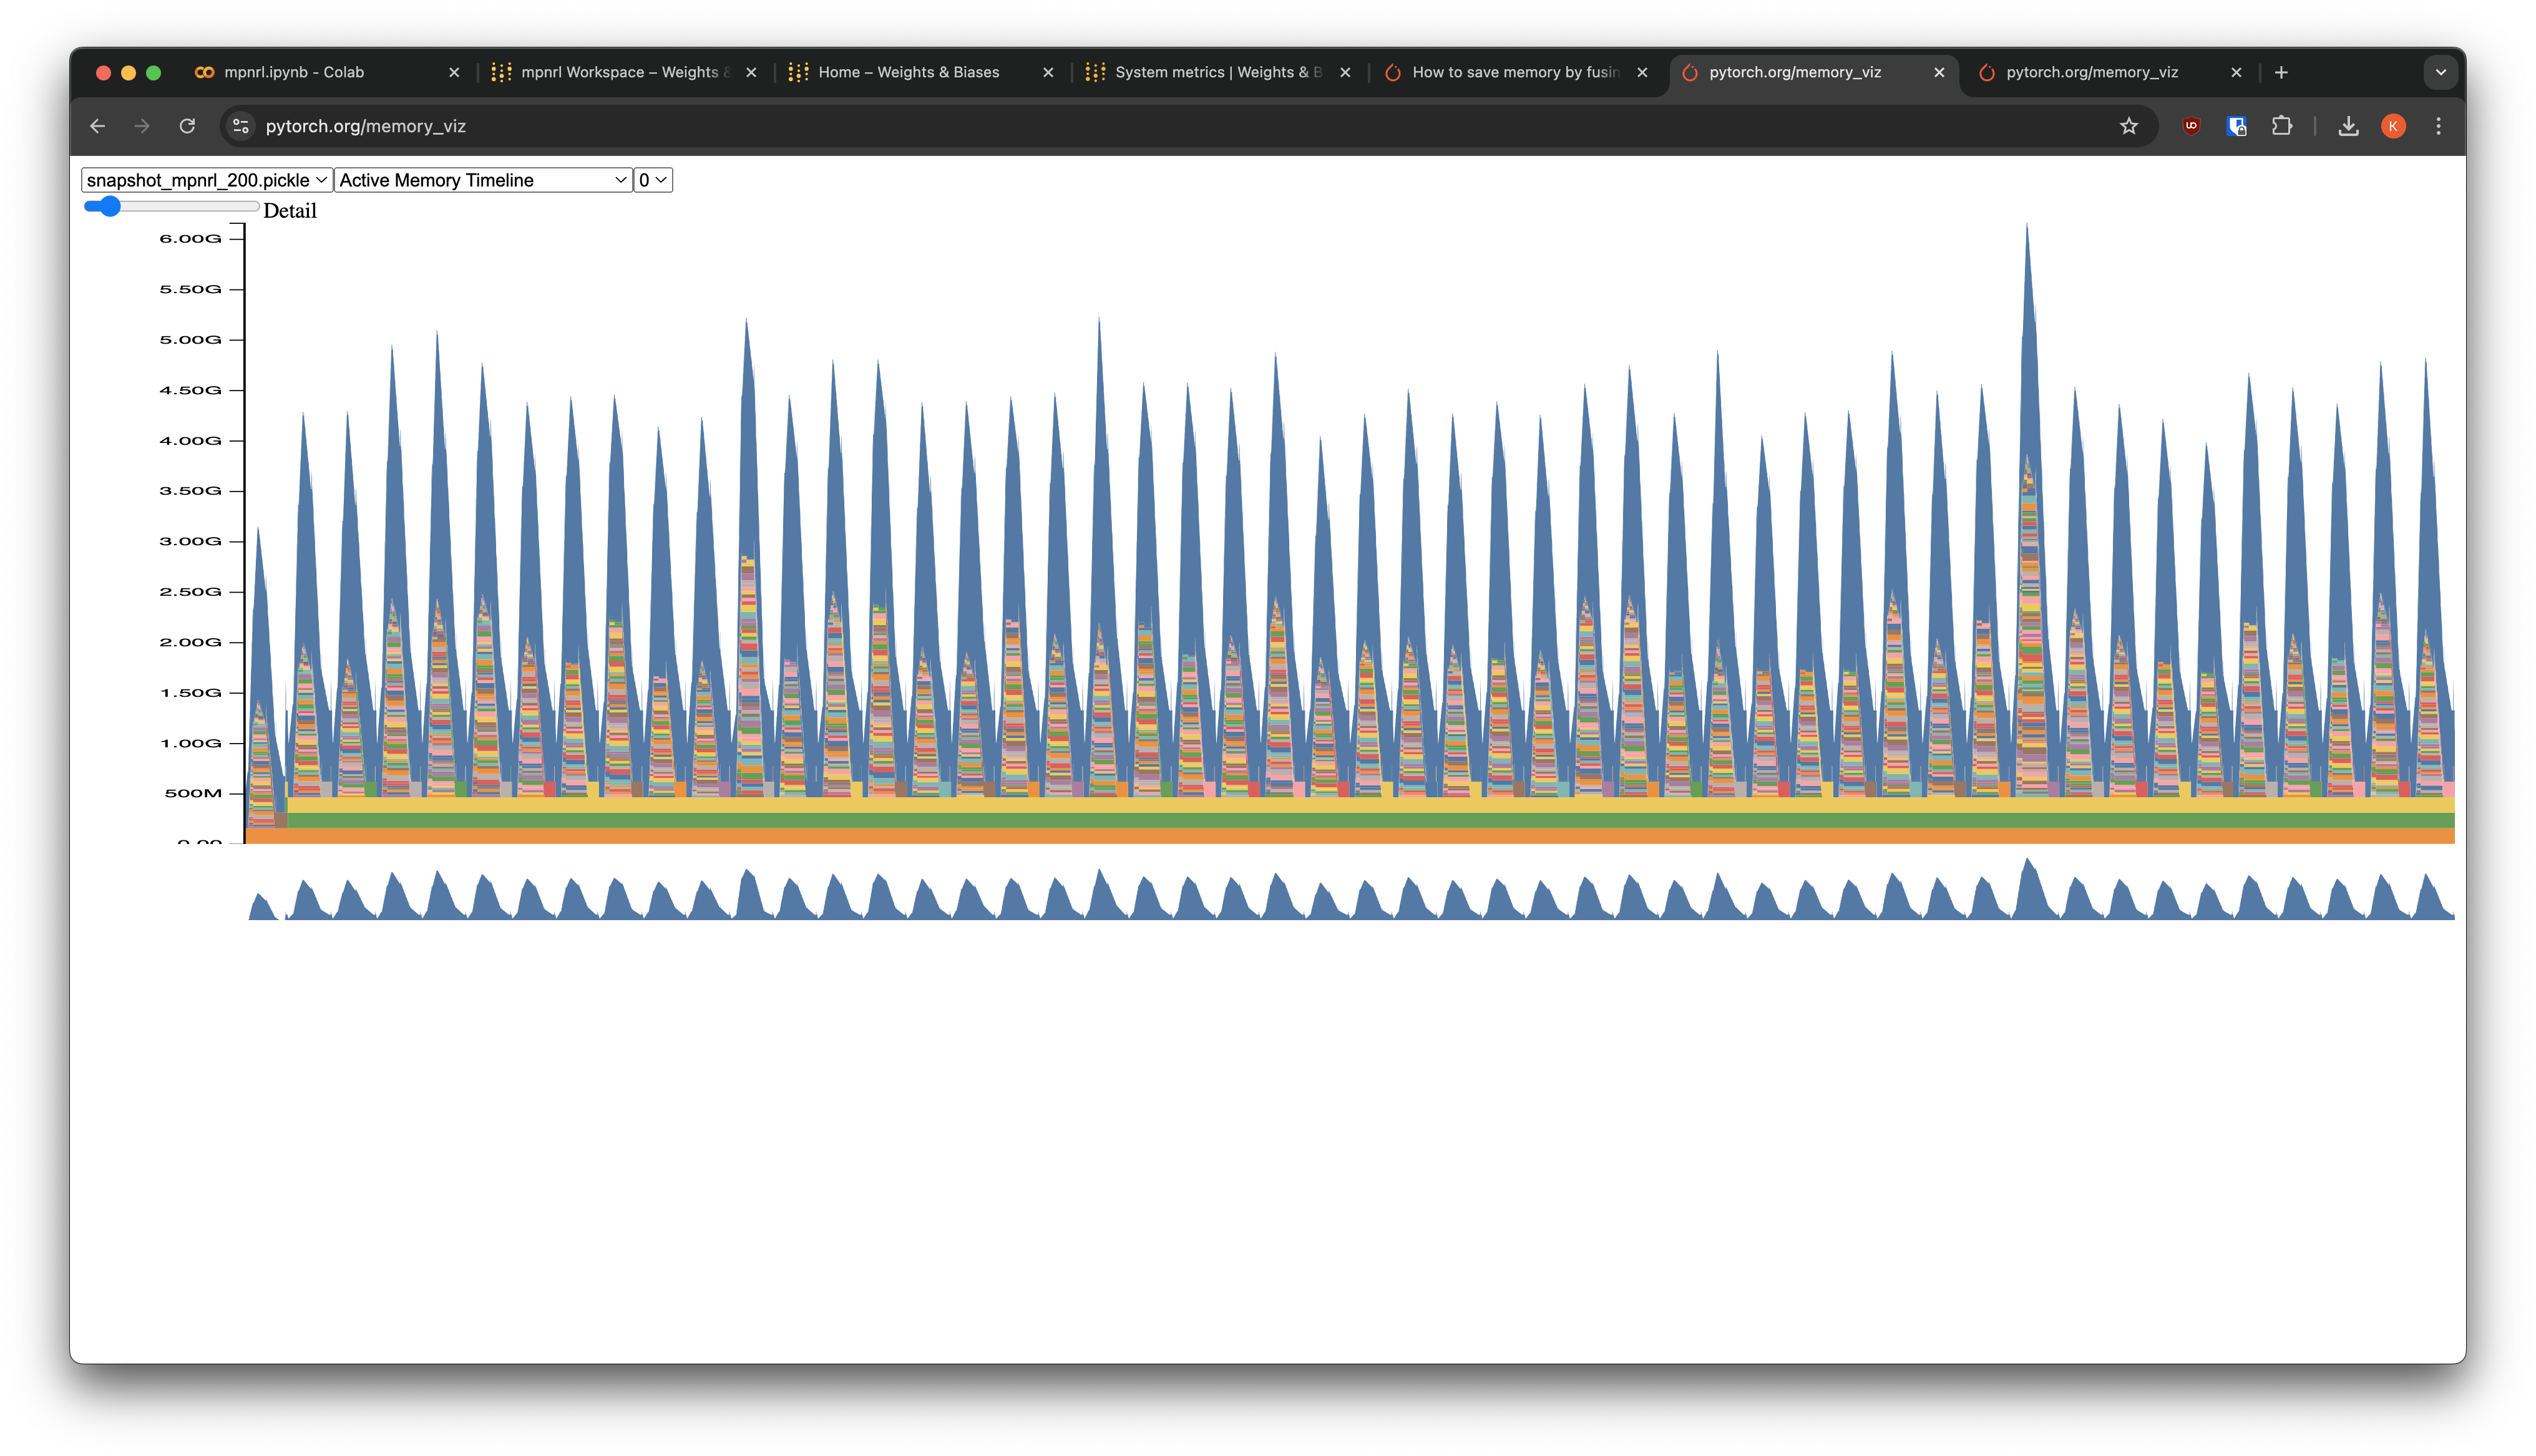 mpnrl.ipynb - Colab
mpnrl Workspace – Weights &
Home – Weights & Biases
System metrics | Weights & B
How to save memory by fusin
pytorch.org/memory_viz
pytorch.org/memory_viz
pytorch.org/memory_viz
K
snapshot_mpnrl_200.pickle Active Memory Timeline 0
Detail
6.00G
5.50G
5.00G
4.50G
4.00G
3.50G
3.00G
2.50G
2.00G
1.50G
1.00G
500M
0.00